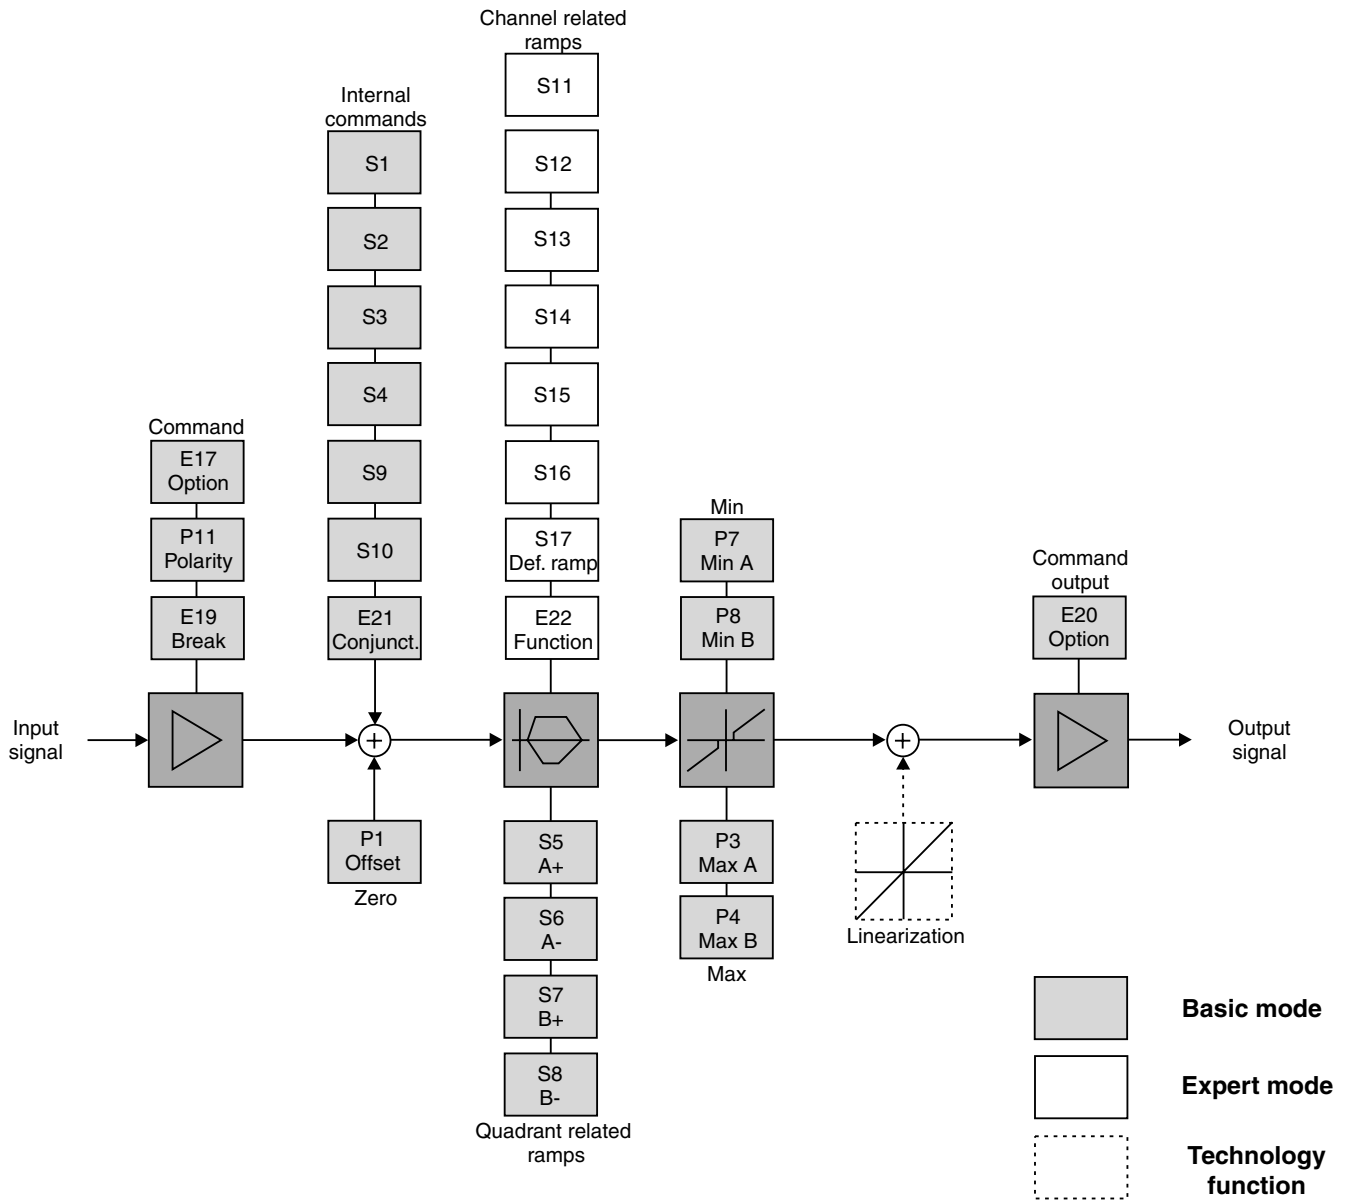 Channel related
ramps
S11
S12
S13
S14
S15
S16
S17
Def. ramp
E22
Function
Internal
commands
S1
S2
S3
S4
S9
S10
E21
Conjunct.
Command
E17
Option
P11
Polarity
E19
Break
Min
P7
Min A
P8
Min B
Command
output
E20
Option
Input
signal
Output
signal
P1
Offset
Zero
S5
A+
S6
A-
S7
B+
S8
B-
Quadrant related
ramps
P3
Max A
P4
Max B
Max
Linearization
Basic mode
Expert mode
Technology
function